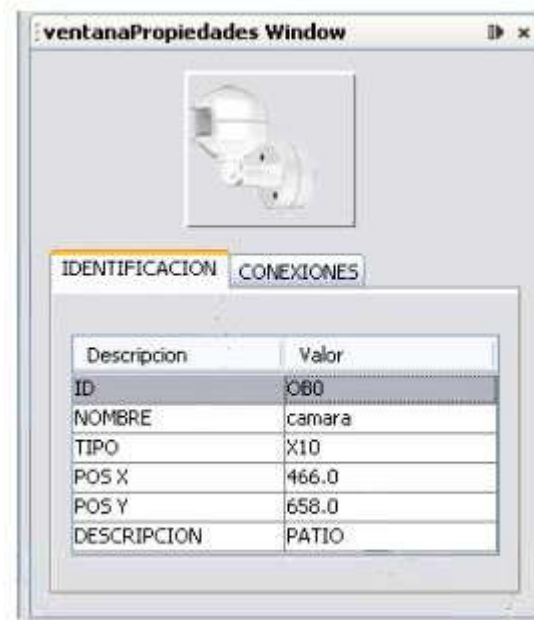 ventanaPropiedades Window
IDENTIFICACION CONEXIONES
Descripcion Valor
ID OB0
NOMBRE camara
TIPO X10
POS X 466.0
POS Y 658.0
DESCRIPCION PATIO